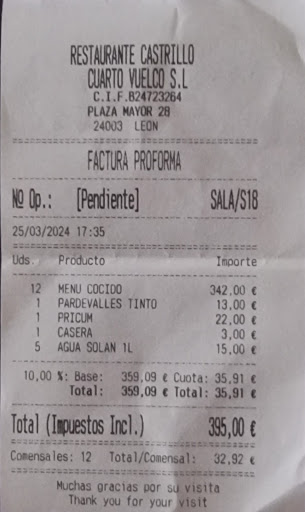 RESTAURANTE CASTRILLO
CUARTO VUELCO S.L
C.I.F.B24723264
PLAZA MAYOR 28
24003 LEON
FACTURA PROFORMA
Nº Op.: [Pendiente] SALA/S18
25/03/2024 17:35
Uds. Producto Importe
12 MENU COCIDO 342,00 €
1 PARDEVALLES TINTO 13,00 €
1 PRICUM 22,00 €
1 CASERA 3,00 €
5 AGUA SOLAN 1L 15,00 €
10,00 %: Base: 359,09 € Cuota: 35,91 €
Total: 359,09 € Total: 35,91 €
Total (Impuestos Incl.) 395,00 €
Comensales: 12 Total/Comensal: 32,92 €
Muchas gracias por su visita
Thank you for your visit